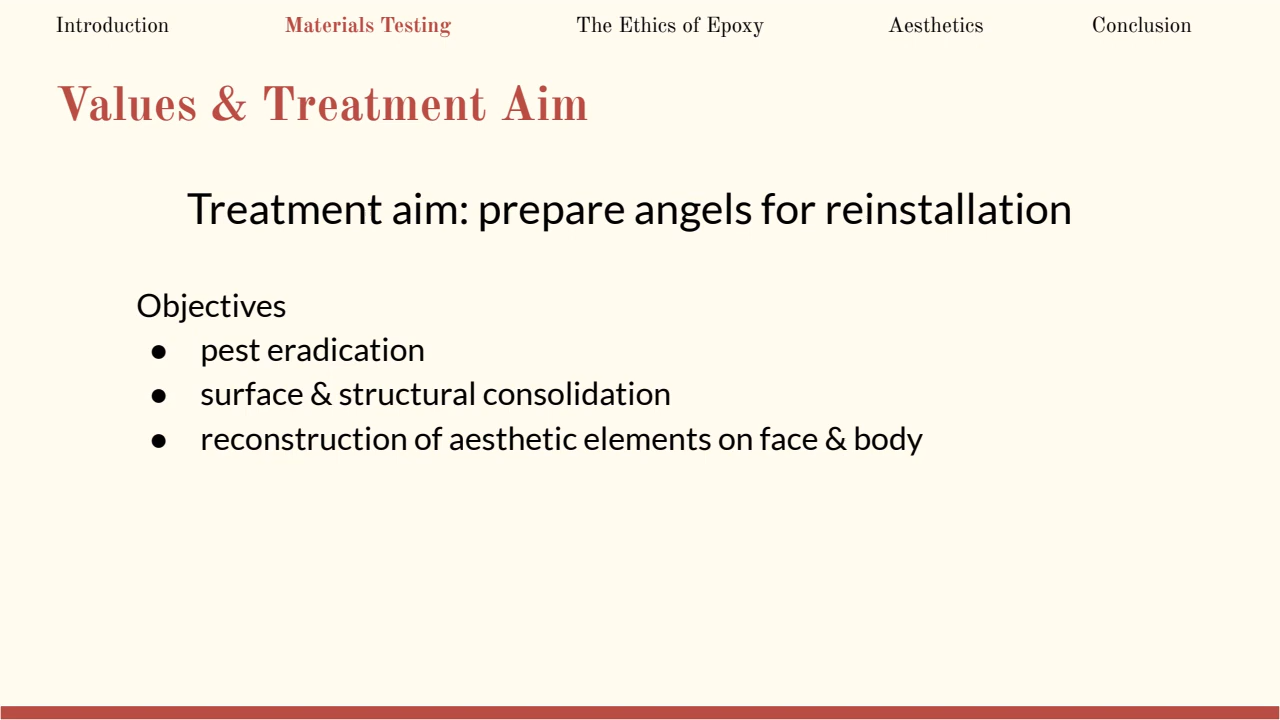 Introduction Materials Testing The Ethics of Epoxy Aesthetics Conclusion
Values & Treatment Aim
Treatment aim: prepare angels for reinstallation
Objectives
● pest eradication
● surface & structural consolidation
● reconstruction of aesthetic elements on face & body